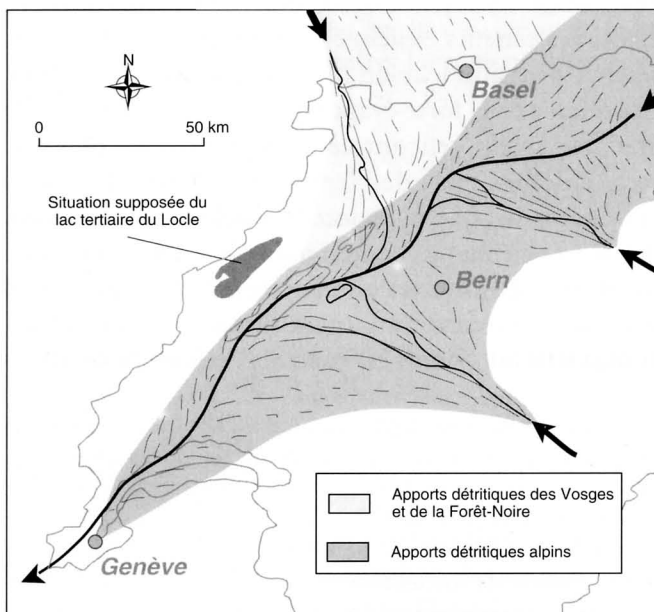 N
0
50 km
Basel
Situation supposée du
lac tertiaire du Locle
Bern
Apports détritiques des Vosges
et de la Forêt-Noire
Apports détritiques alpins
Genève